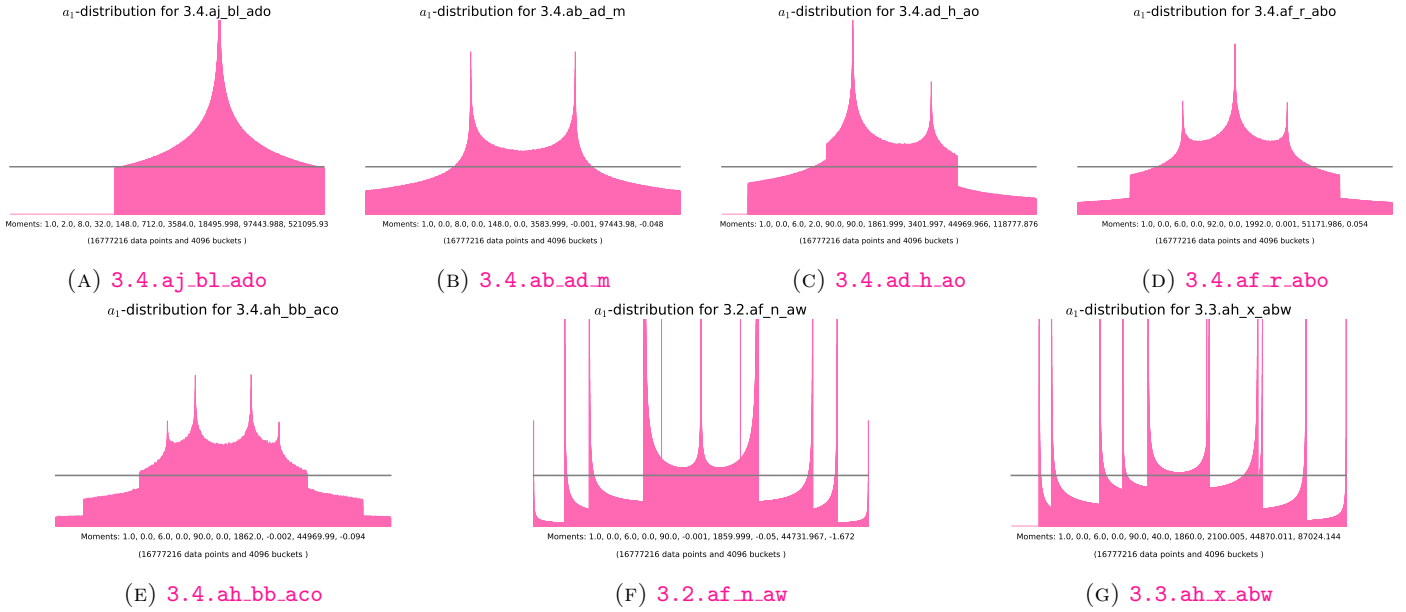 a₁-distribution for 3.4.aj_bl_ado
Moments: 1.0, 2.0, 8.0, 32.0, 148.0, 712.0, 3584.0, 18495.998, 97443.988, 521095.93
(16777216 data points and 4096 buckets )
(A) 3.4.aj_bl_ado
a₁-distribution for 3.4.ab_ad_m
Moments: 1.0, 0.0, 8.0, 0.0, 148.0, 0.0, 3583.999, -0.001, 97443.98, -0.048
(16777216 data points and 4096 buckets )
(B) 3.4.ab_ad_m
a₁-distribution for 3.4.ad_h_ao
Moments: 1.0, 0.0, 6.0, 2.0, 90.0, 90.0, 1861.999, 3401.997, 44969.966, 118777.876
(16777216 data points and 4096 buckets )
(C) 3.4.ad_h_ao
a₁-distribution for 3.4.af_r_abo
Moments: 1.0, 0.0, 6.0, 0.0, 92.0, 0.0, 1992.0, 0.001, 51171.986, 0.054
(16777216 data points and 4096 buckets )
(D) 3.4.af_r_abo
a₁-distribution for 3.4.ah_bb_aco
Moments: 1.0, 0.0, 6.0, 0.0, 90.0, 0.0, 1862.0, -0.002, 44969.99, -0.094
(16777216 data points and 4096 buckets )
(E) 3.4.ah_bb_aco
a₁-distribution for 3.2.af_n_aw
Moments: 1.0, 0.0, 6.0, 0.0, 90.0, -0.001, 1859.999, -0.05, 44731.967, -1.672
(16777216 data points and 4096 buckets )
(F) 3.2.af_n_aw
a₁-distribution for 3.3.ah_x_abw
Moments: 1.0, 0.0, 6.0, 0.0, 90.0, 40.0, 1860.0, 2100.005, 44870.011, 87024.144
(16777216 data points and 4096 buckets )
(G) 3.3.ah_x_abw